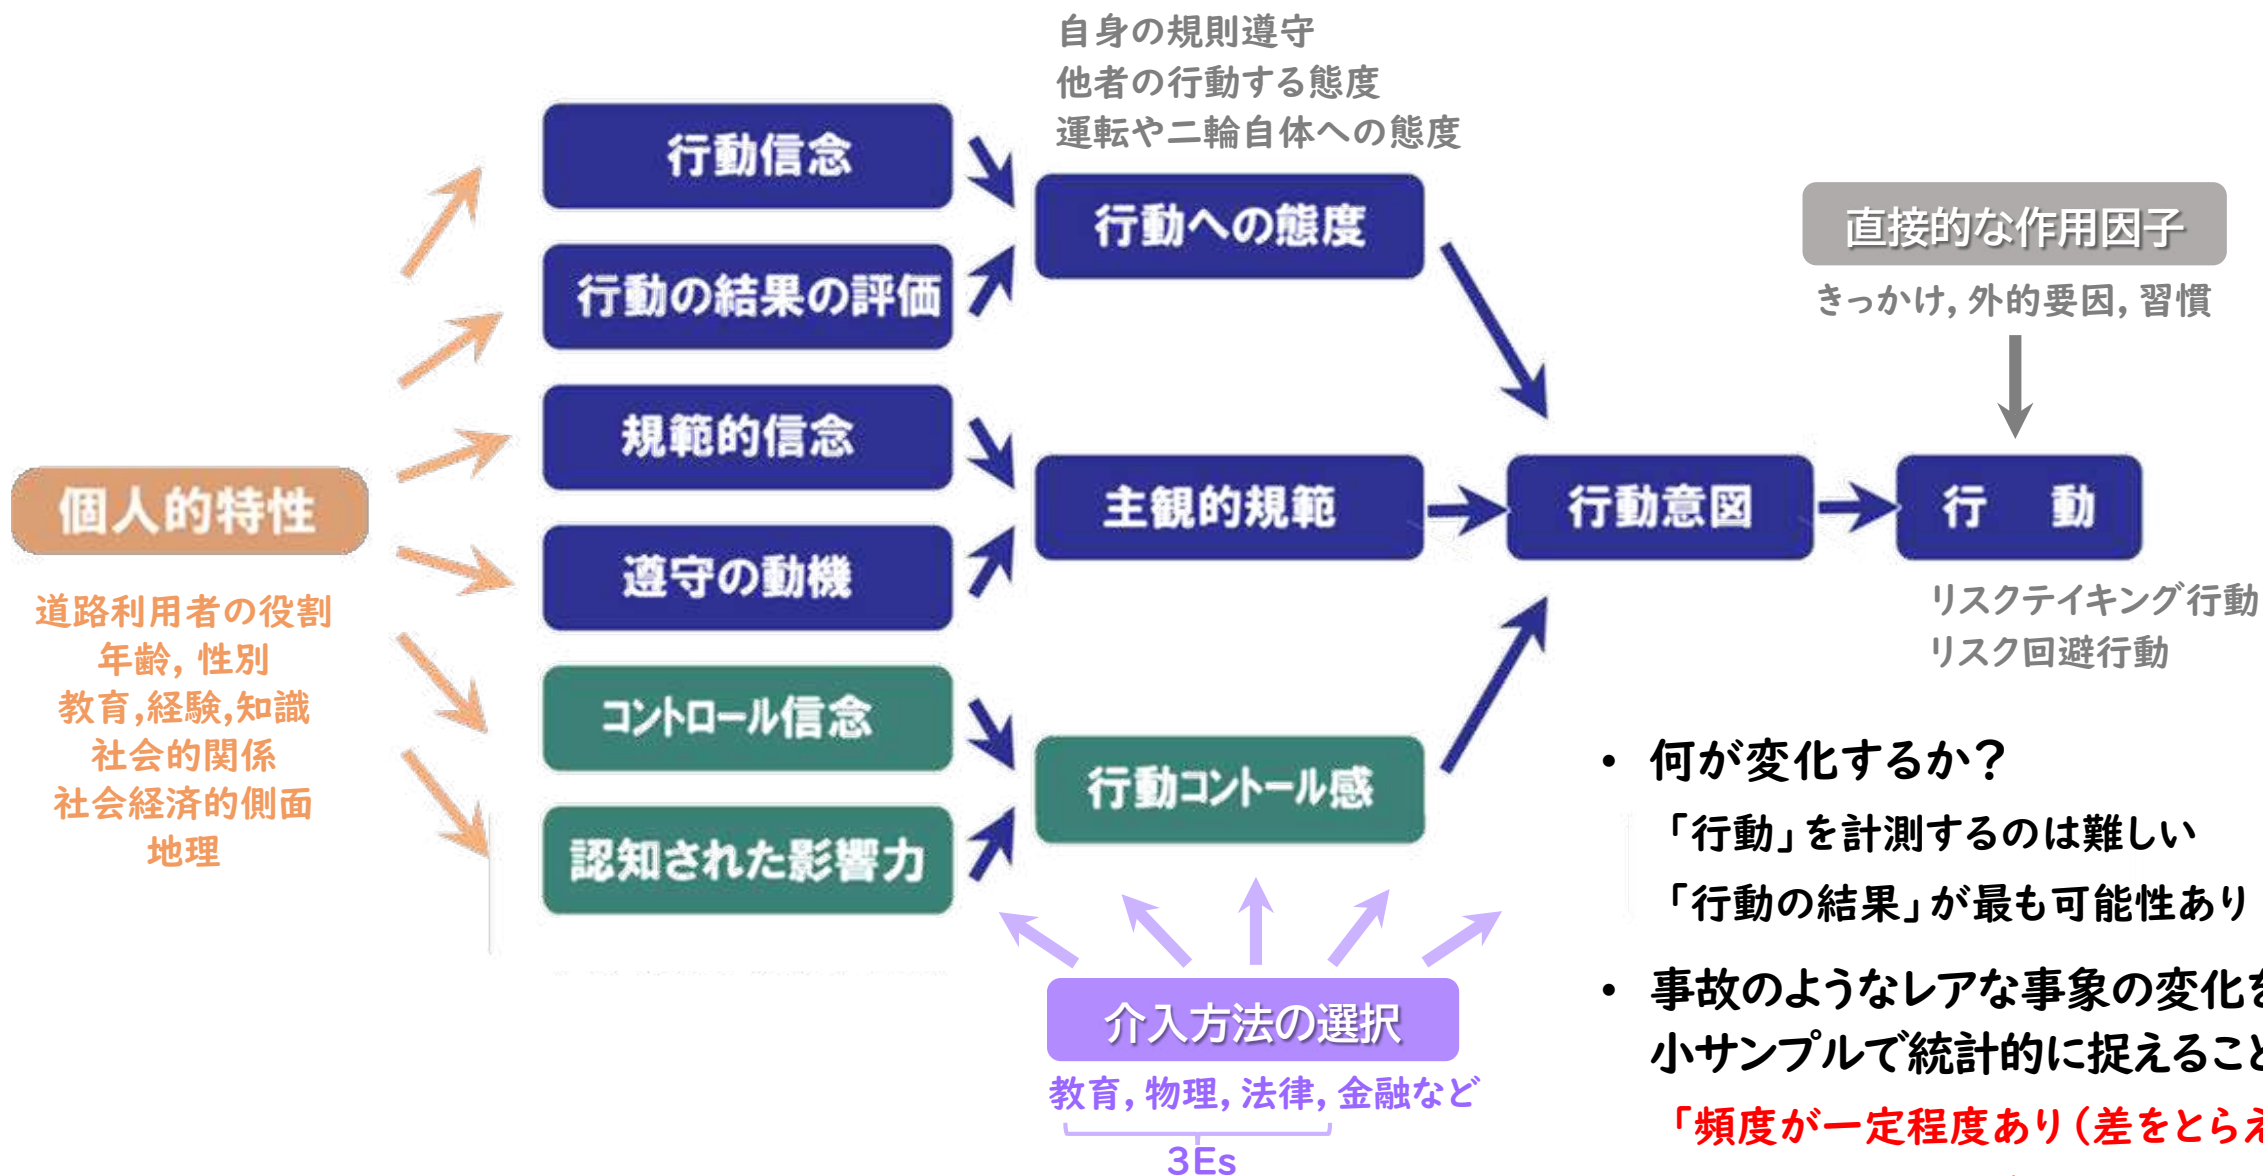 自身の規則遵守
他者の行動する態度
運転や二輪自体への態度
行動信念
行動の結果の評価
規範的信念
遵守の動機
コントロール信念
認知された影響力
行動への態度
主観的規範
行動コントール感
行動意図
行 動
直接的な作用因子
きっかけ, 外的要因, 習慣
リスクテイキング行動
リスク回避行動
個人的特性
道路利用者の役割
年齢, 性別
教育,経験,知識
社会的関係
社会経済的側面
地理
介入方法の選択
教育, 物理, 法律, 金融など
3Es
• 何が変化するか?
「行動」を計測するのは難しい
「行動の結果」が最も可能性あり
• 事故のようなレアな事象の変化を
小サンプルで統計的に捉えること
「頻度が一定程度あり(差をとらえ